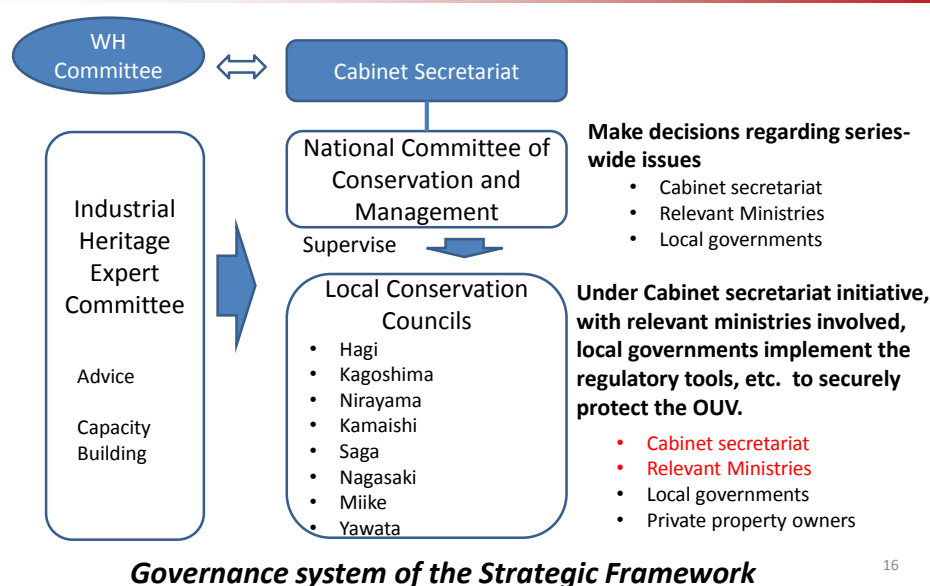 WH
Committee
Cabinet Secretariat
Industrial
Heritage
Expert
Committee
Advice
Capacity
Building
National Committee of
Conservation and
Management
Supervise
Local Conservation
Councils
• Hagi
• Kagoshima
• Nirayama
• Kamaishi
• Saga
• Nagasaki
• Miike
• Yawata
Make decisions regarding series-
wide issues
• Cabinet secretariat
• Relevant Ministries
• Local governments
Under Cabinet secretariat initiative,
with relevant ministries involved,
local governments implement the
regulatory tools, etc. to securely
protect the OUV.
• Cabinet secretariat
• Relevant Ministries
• Local governments
• Private property owners
Governance system of the Strategic Framework
16